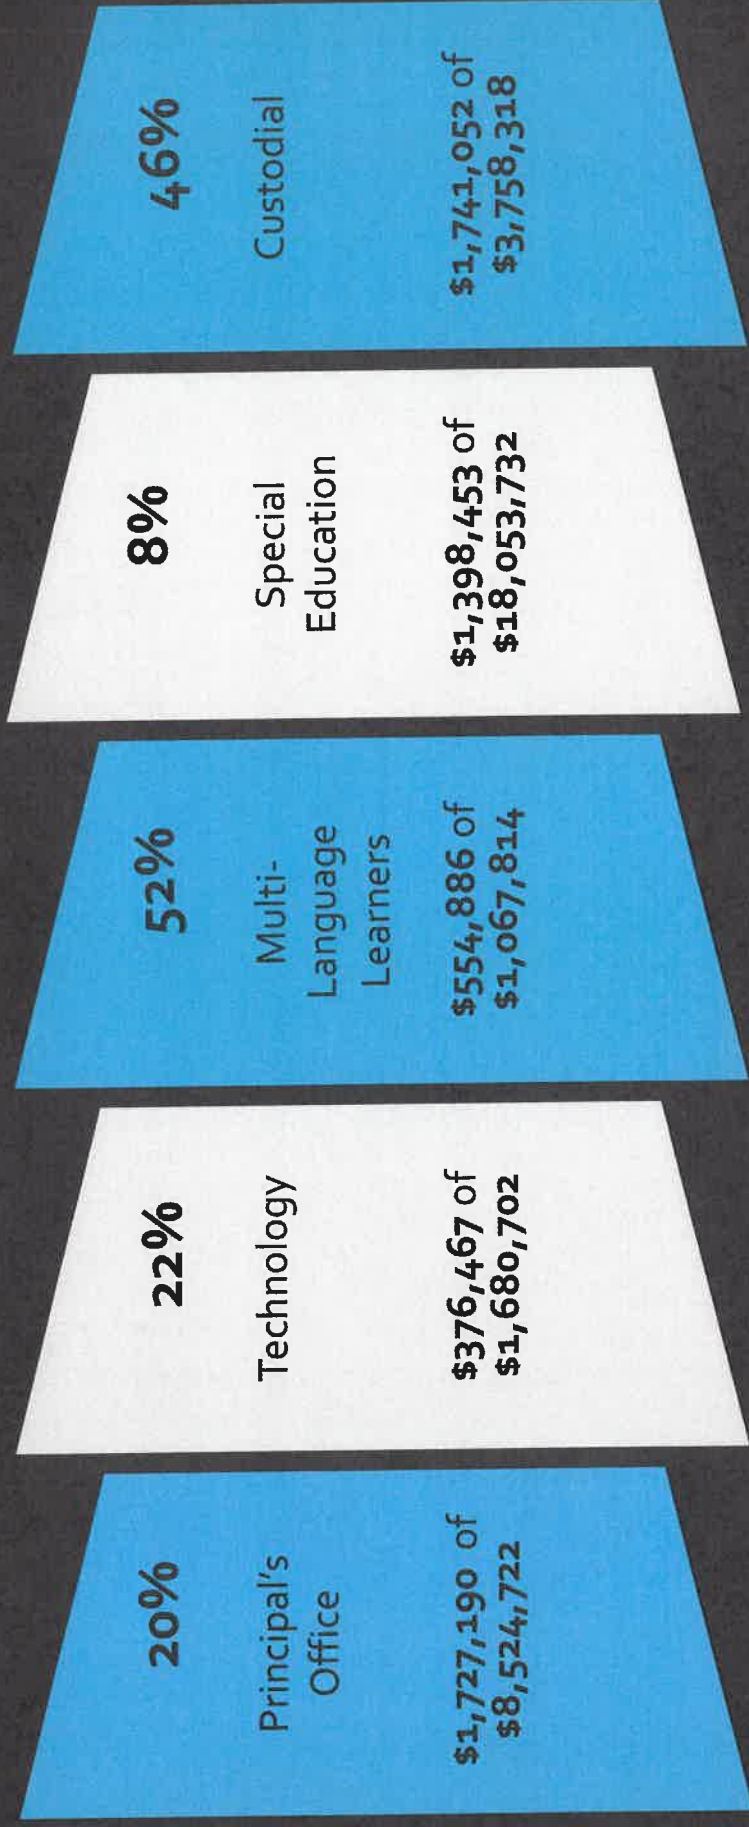 20%
Principal's
Office
$1,727,190 of
$8,524,722
22%
Technology
$376,467 of
$1,680,702
52%
Multi-
Language
Learners
$554,886 of
$1,067,814
8%
Special
Education
$1,398,453 of
$18,053,732
46%
Custodial
$1,741,052 of
$3,758,318